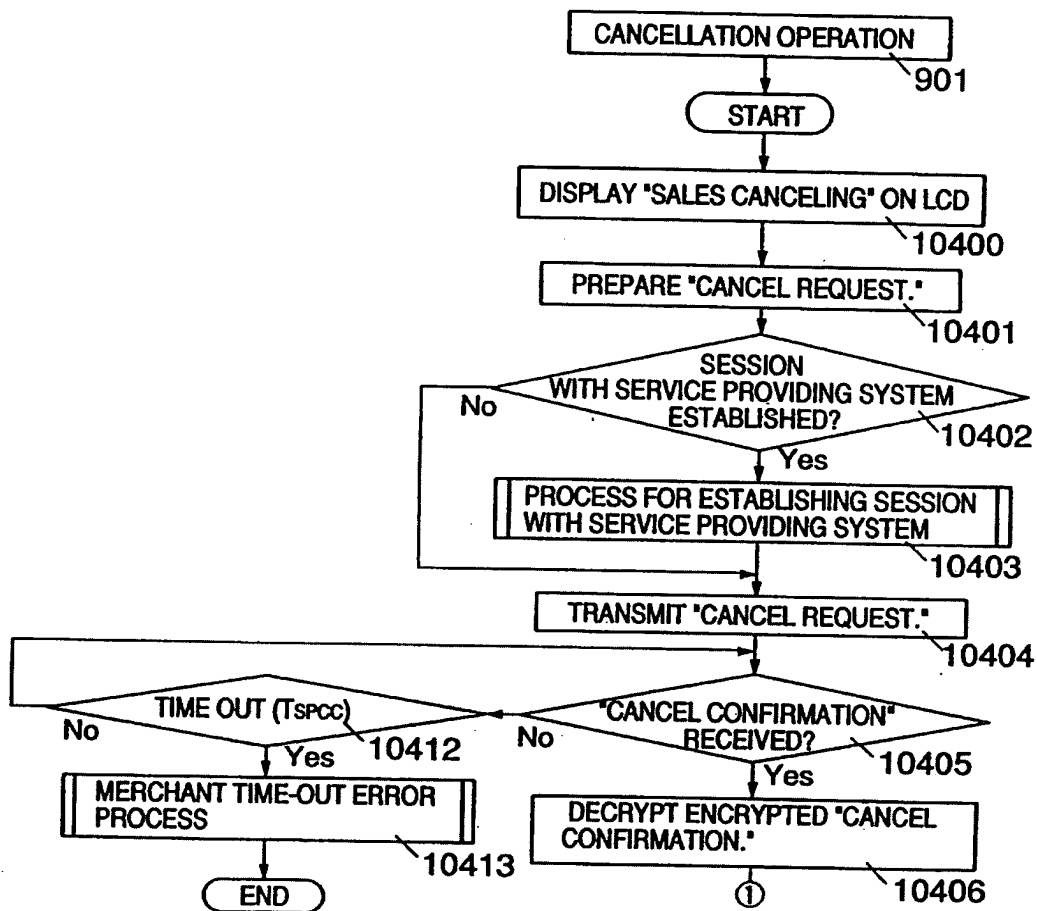 CANCELLATION OPERATION
901
START
DISPLAY "SALES CANCELING" ON LCD
10400
PREPARE "CANCEL REQUEST."
10401
SESSION
WITH SERVICE PROVIDING SYSTEM
ESTABLISHED?
10402
No
Yes
PROCESS FOR ESTABLISHING SESSION
WITH SERVICE PROVIDING SYSTEM
10403
TRANSMIT "CANCEL REQUEST."
10404
"CANCEL CONFIRMATION"
RECEIVED?
10405
No
Yes
TIME OUT (TSPCC)
10412
No
Yes
MERCHANT TIME-OUT ERROR
PROCESS
10413
END
DECRYPT ENCRYPTED "CANCEL
CONFIRMATION."
10406
1